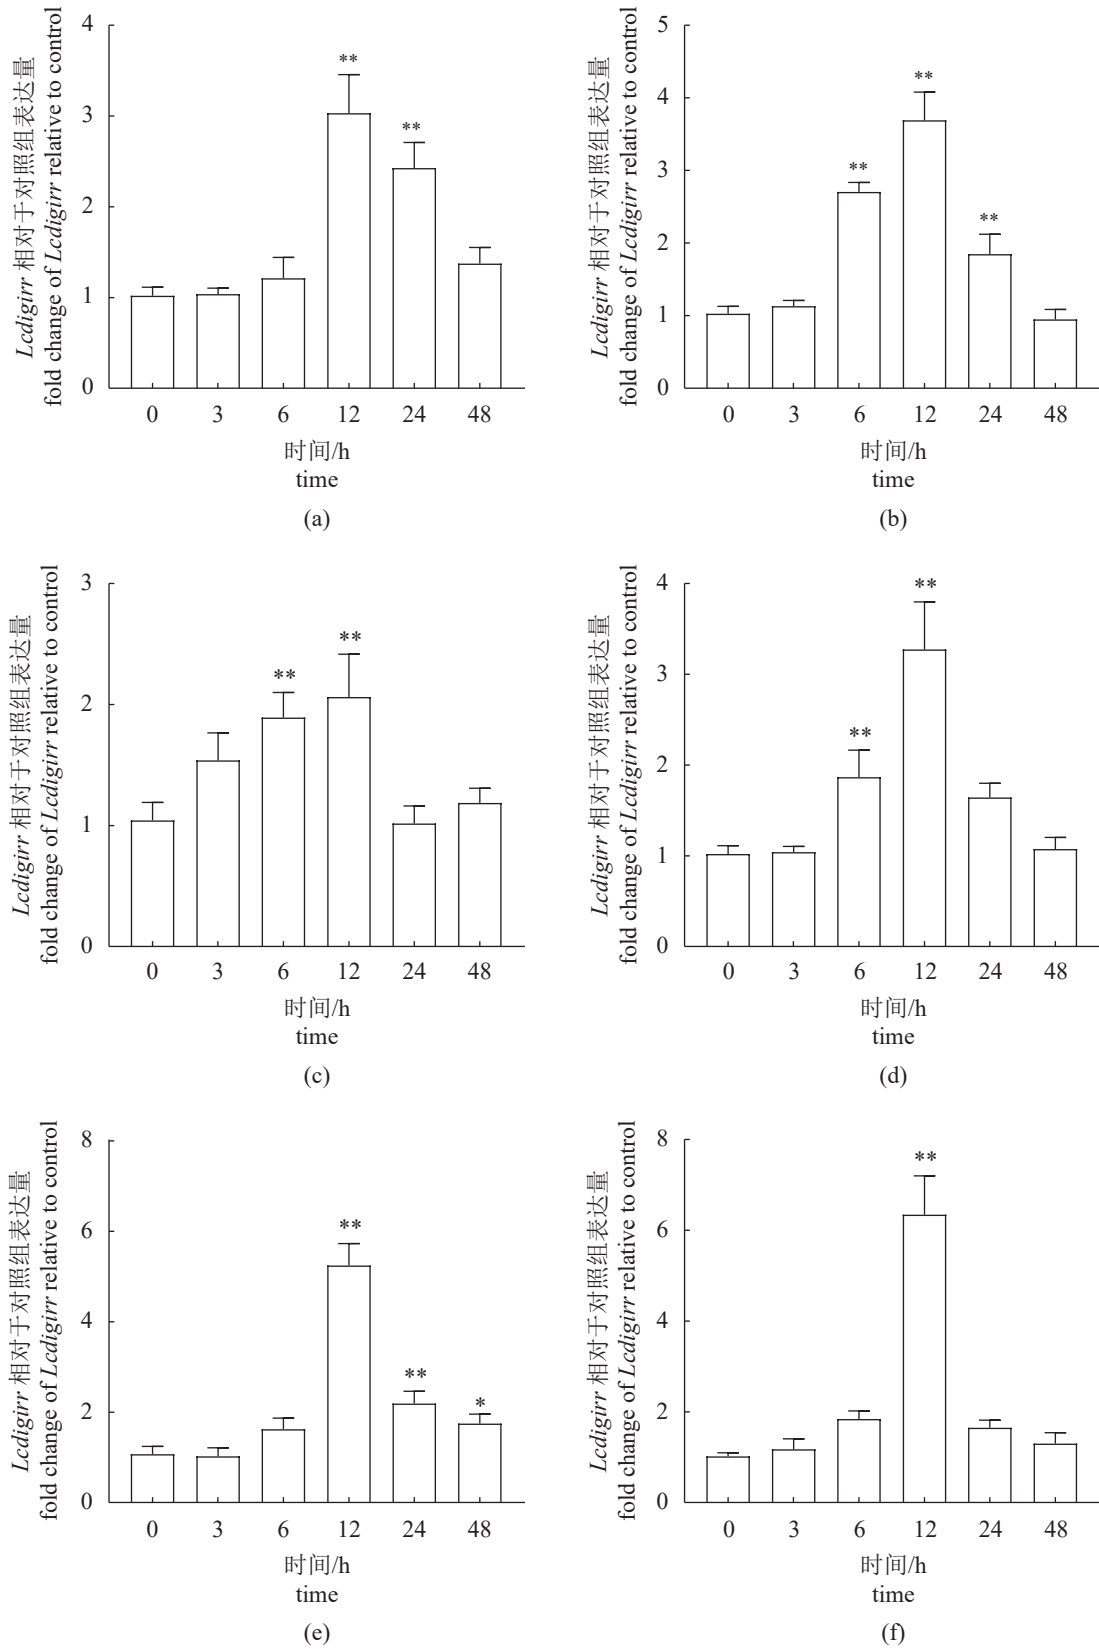 Lcdigirr 相对于对照组表达量
fold change of Lcdigirr relative to control
4
3
2
1
0
**
**
0 3 6 12 24 48
时间/h
time
(a)
Lcdigirr 相对于对照组表达量
fold change of Lcdigirr relative to control
5
4
3
2
1
0
**
**
**
0 3 6 12 24 48
时间/h
time
(b)
Lcdigirr 相对于对照组表达量
fold change of Lcdigirr relative to control
3
2
1
0
**
**
0 3 6 12 24 48
时间/h
time
(c)
Lcdigirr 相对于对照组表达量
fold change of Lcdigirr relative to control
4
3
2
1
0
**
**
0 3 6 12 24 48
时间/h
time
(d)
Lcdigirr 相对于对照组表达量
fold change of Lcdigirr relative to control
8
6
4
2
0
**
**
*
0 3 6 12 24 48
时间/h
time
(e)
Lcdigirr 相对于对照组表达量
fold change of Lcdigirr relative to control
8
6
4
2
0
**
0 3 6 12 24 48
时间/h
time
(f)